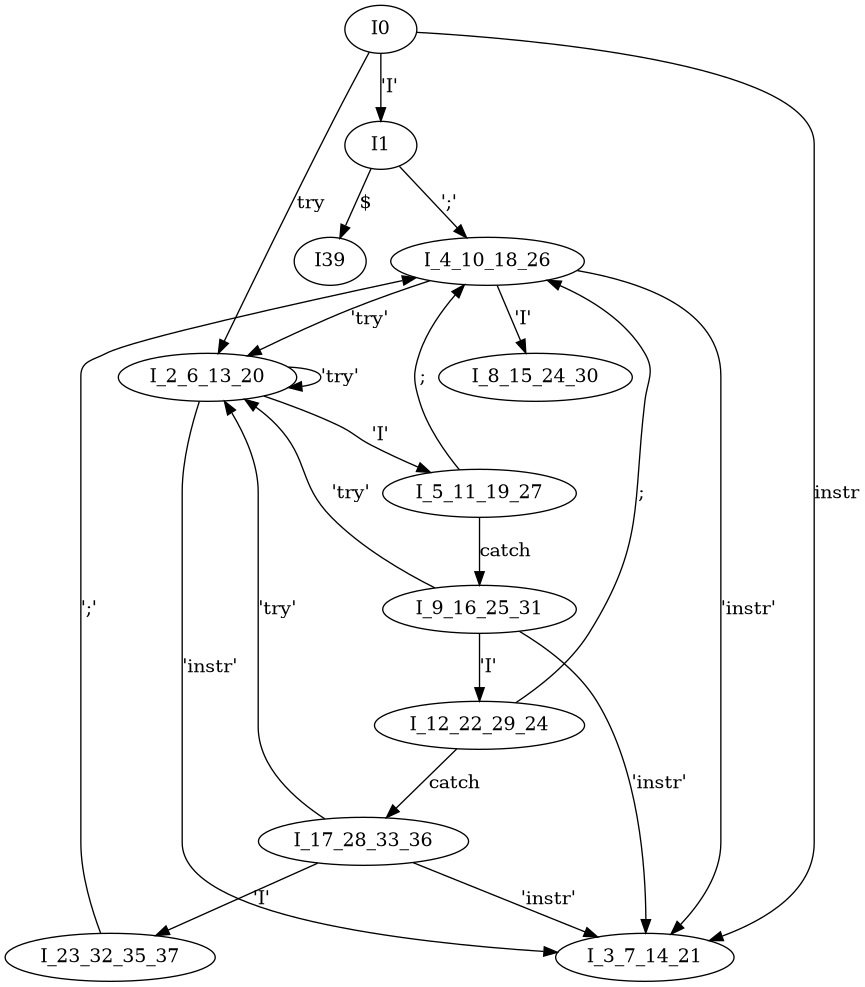 I0
'I'
I1
try
$
';'
I39
I_4_10_18_26
'try'
'I'
I_2_6_13_20
'try'
;
I_8_15_24_30
'I'
I_5_11_19_27
'try'
;
instr
catch
I_9_16_25_31
';'
'try'
'instr'
'I'
'instr'
I_12_22_29_24
catch
'instr'
I_17_28_33_36
'I'
'instr'
I_23_32_35_37
I_3_7_14_21